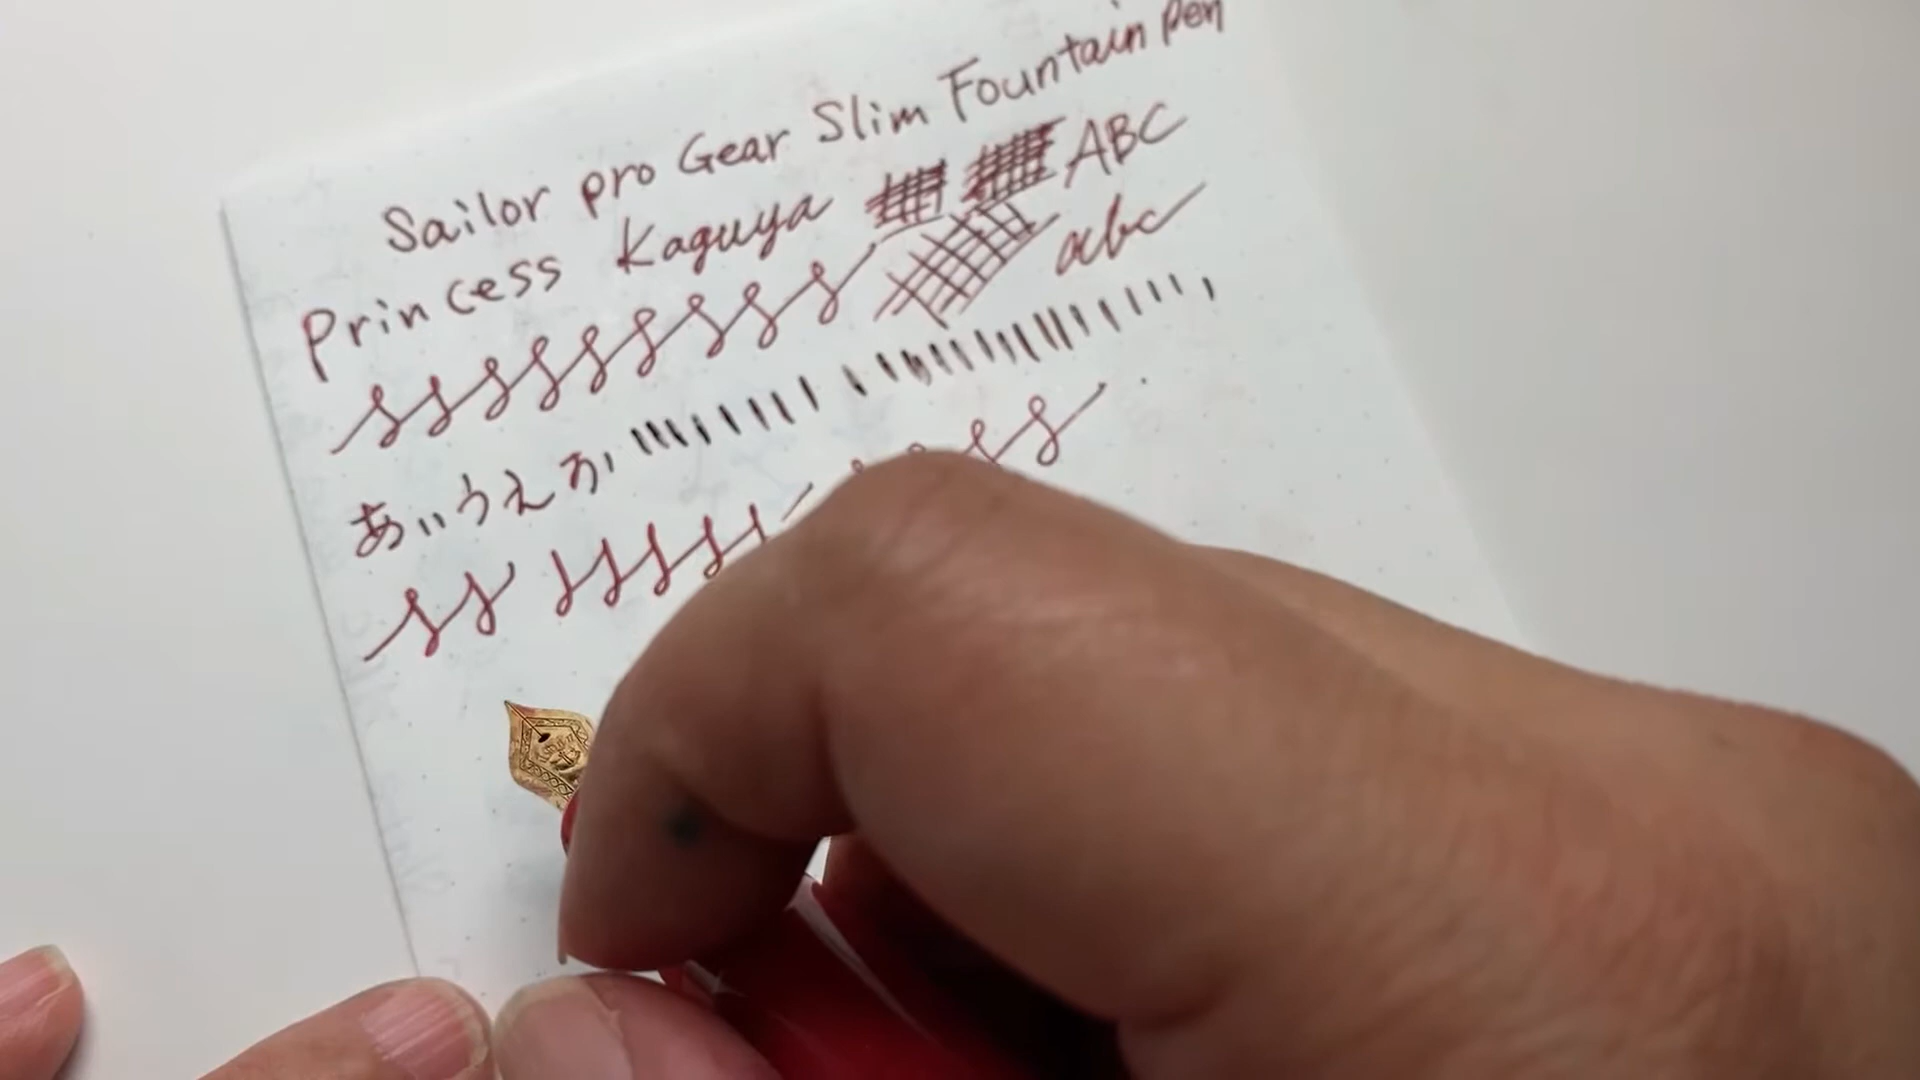 Sailor pro Gear Slim Fountain pen
Princess Kaguya ABC
abc
あいうえお